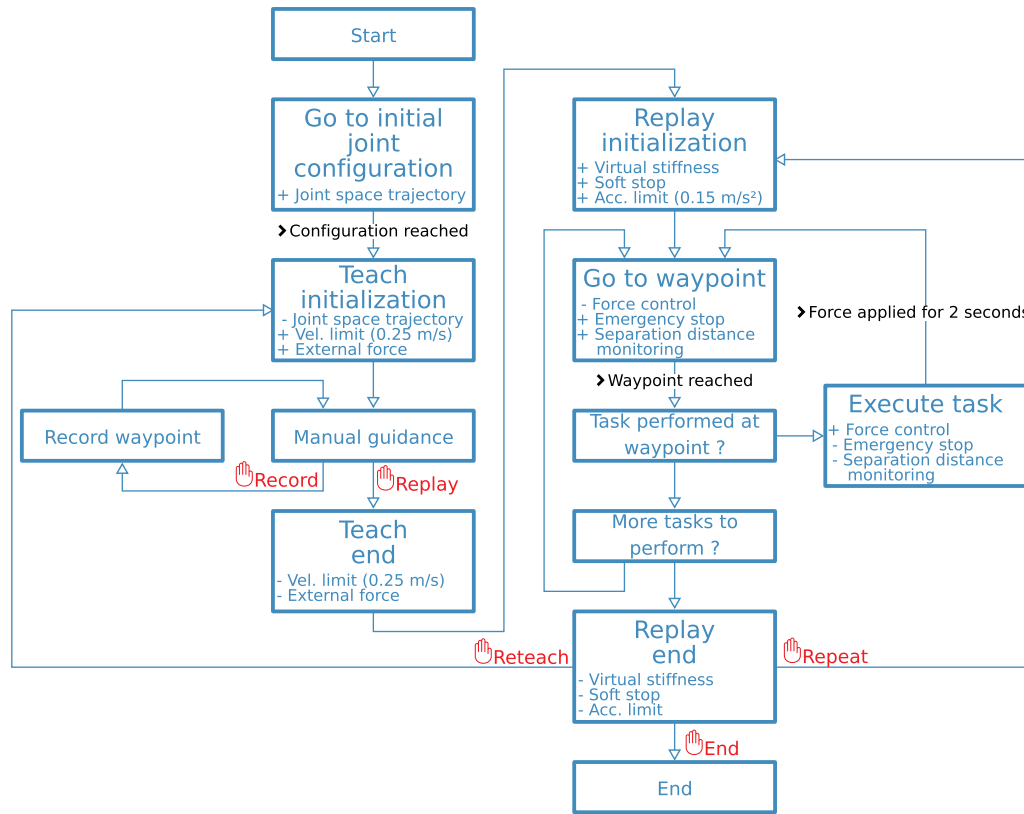 Start
Go to initial
joint
configuration
+ Joint space trajectory
Configuration reached
Teach
initialization
- Joint space trajectory
+ Vel. limit (0.25 m/s)
+ External force
Record waypoint
Manual guidance
Record
Replay
Teach
end
- Vel. limit (0.25 m/s)
- External force
Replay
initialization
+ Virtual stiffness
+ Soft stop
+ Acc. limit (0.15 m/s²)
Go to waypoint
- Force control
+ Emergency stop
+ Separation distance
monitoring
Force applied for 2 seconds
Waypoint reached
Task performed at
waypoint ?
Execute task
+ Force control
- Emergency stop
- Separation distance
monitoring
More tasks to
perform ?
Replay
end
- Virtual stiffness
- Soft stop
- Acc. limit
Reteach
Repeat
End
End